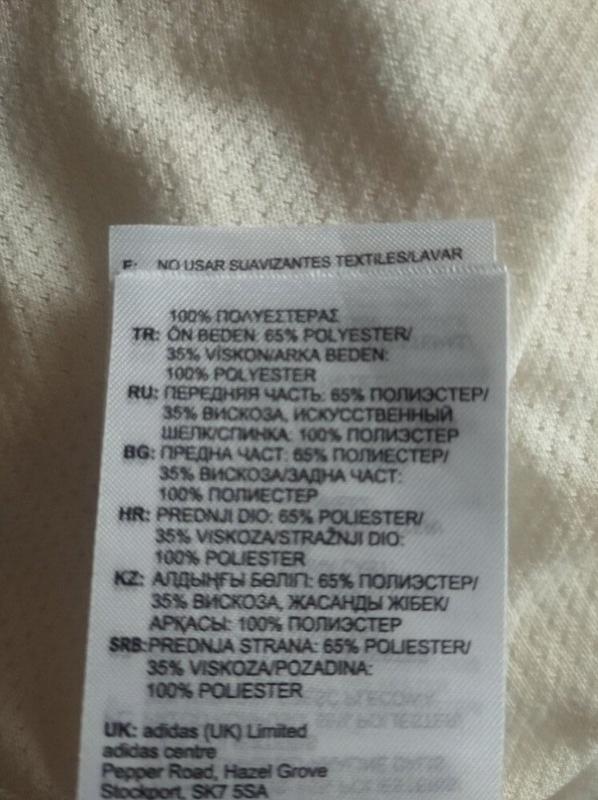 E: NO USAR SUAVIZANTES TEXTILES/LAVAR
100% ΠΟΛΥΕΣΤΕΡΑΣ
TR: ÖN BEDEN: 65% POLYESTER/
35% VİSKON/ARKA BEDEN:
100% POLYESTER
RU: ПЕРЕДНЯЯ ЧАСТЬ: 65% ПОЛИЭСТЕР/
35% ВИСКОЗА, ИСКУССТВЕННЫЙ
ШЕЛК/СПИНКА: 100% ПОЛИЭСТЕР
BG: ПРЕДНА ЧАСТ: 65% ПОЛИЕСТЕР/
35% ВИСКОЗА/ЗАДНА ЧАСТ:
100% ПОЛИЕСТЕР
HR: PREDNJI DIO: 65% POLIESTER/
35% VISKOZA/STRAŽNJI DIO:
100% POLIESTER
KZ: АЛДЫҢҒЫ БӨЛІГІ: 65% ПОЛИЭСТЕР/
35% ВИСКОЗА, ЖАСАНДЫ ЖІБЕК/
АРҚАСЫ: 100% ПОЛИЭСТЕР
SRB: PREDNJA STRANA: 65% POLIESTER/
35% VISKOZA/POZADINA:
100% POLIESTER
UK: adidas (UK) Limited
adidas centre
Pepper Road, Hazel Grove
Stockport, SK7 5SA